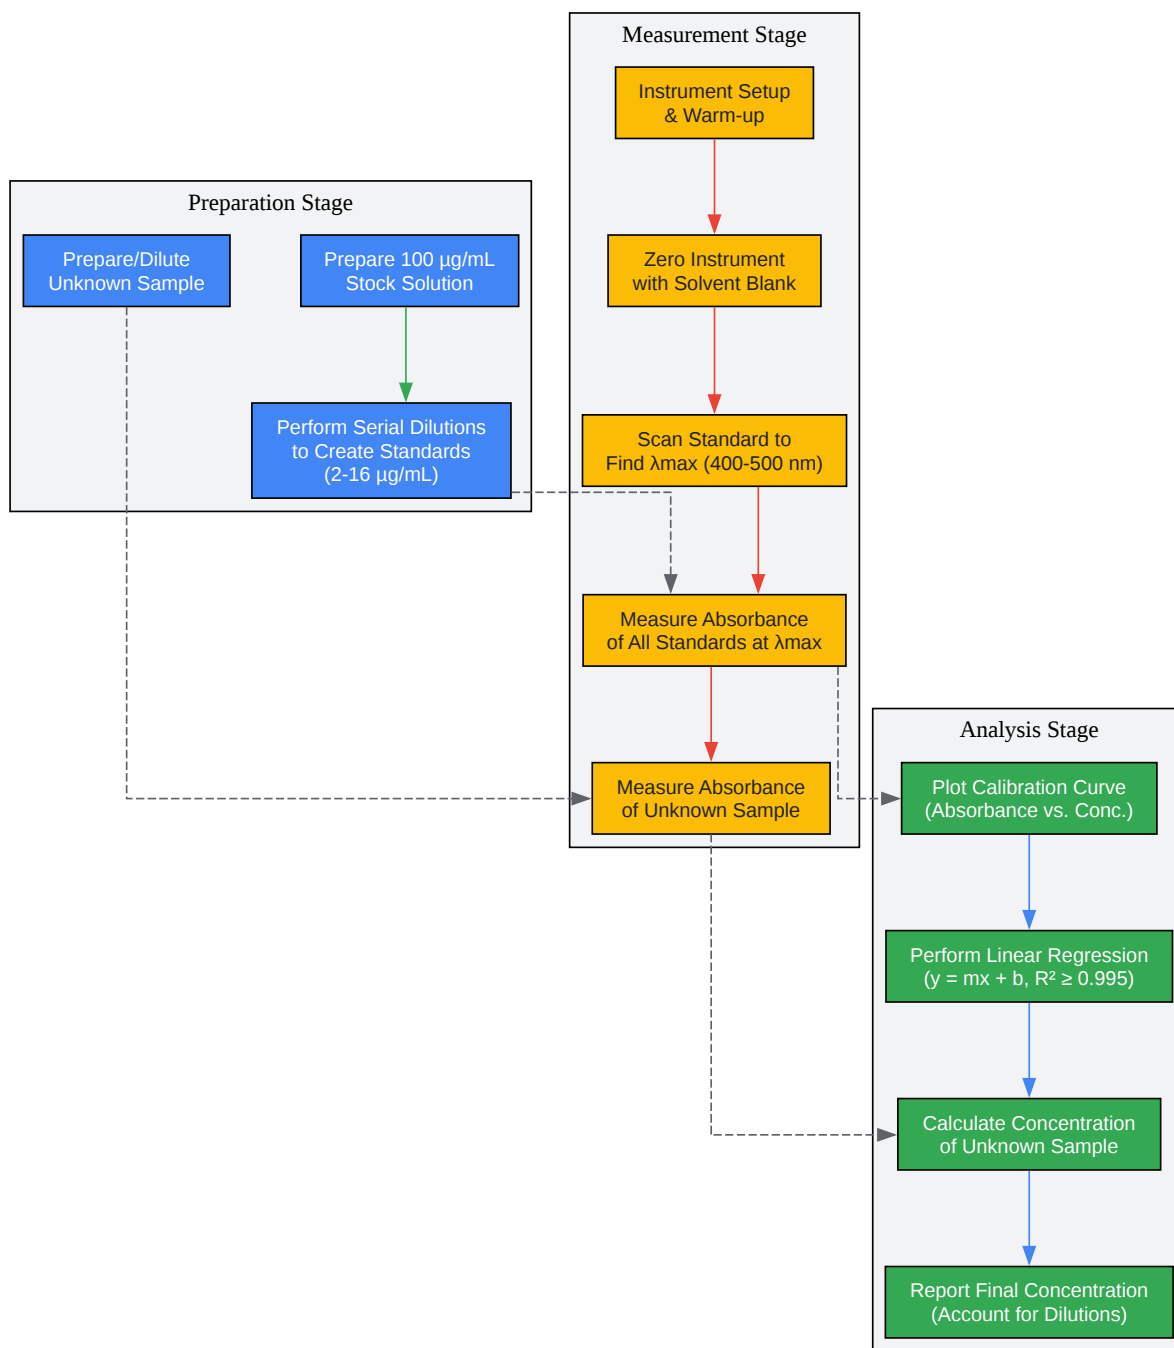 Measurement Stage
Instrument Setup
& Warm-up
Zero Instrument
with Solvent Blank
Scan Standard to
Find λmax (400-500 nm)
Measure Absorbance
of All Standards at λmax
Measure Absorbance
of Unknown Sample
Preparation Stage
Prepare/Dilute
Unknown Sample
Prepare 100 µg/mL
Stock Solution
Perform Serial Dilutions
to Create Standards
(2-16 µg/mL)
Analysis Stage
Plot Calibration Curve
(Absorbance vs. Conc.)
Perform Linear Regression
(y = mx + b, R² ≥ 0.995)
Calculate Concentration
of Unknown Sample
Report Final Concentration
(Account for Dilutions)